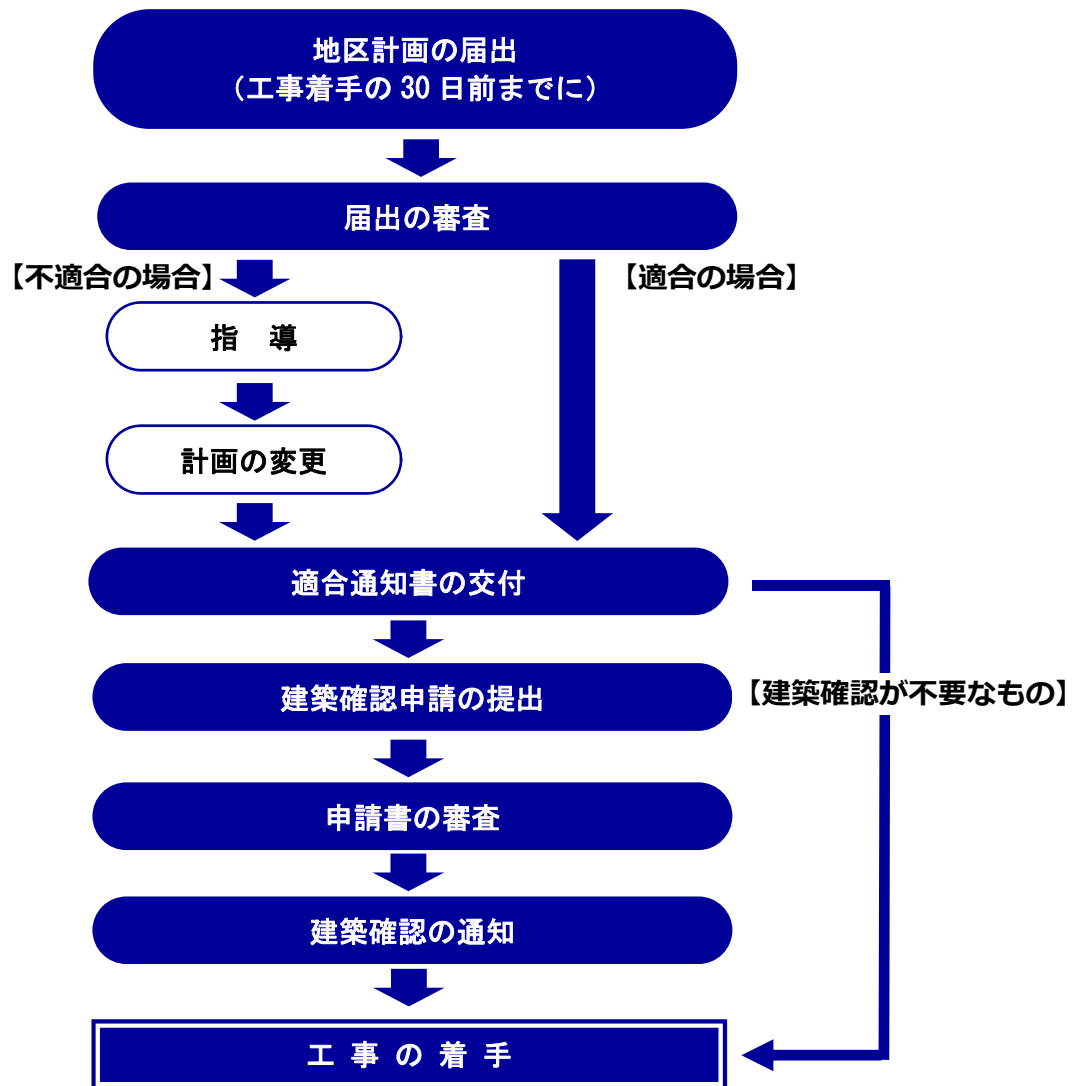 地区計画の届出
(工事着手の 30 日前までに)
届出の審査
【不適合の場合】
【適合の場合】
指 導
計画の変更
適合通知書の交付
建築確認申請の提出
【建築確認が不要なもの】
申請書の審査
建築確認の通知
工 事 の 着 手